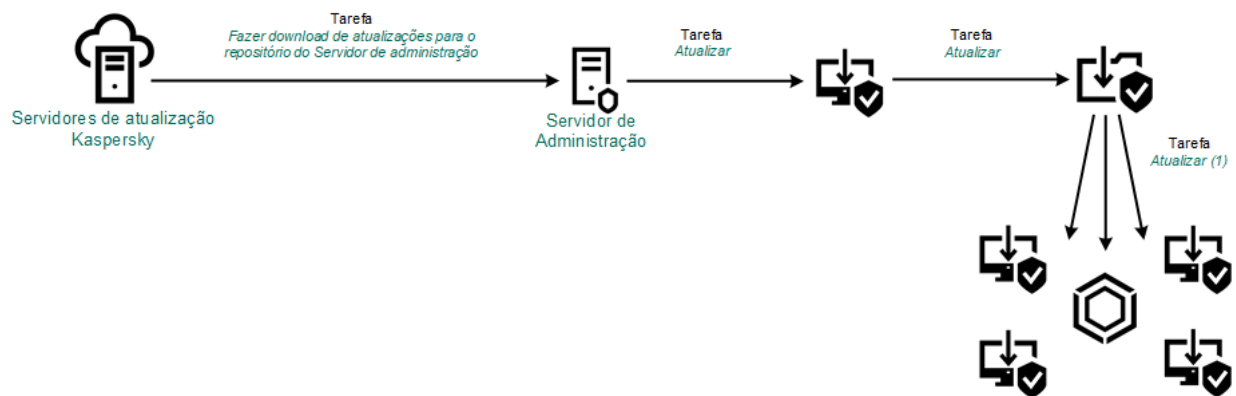 Tarefa
Fazer download de atualizações para o
repositório do Servidor de administração
Tarefa
Atualizar
Tarefa
Atualizar
Servidores de atualização
Kaspersky
Servidor de
Administração
Tarefa
Atualizar (1)